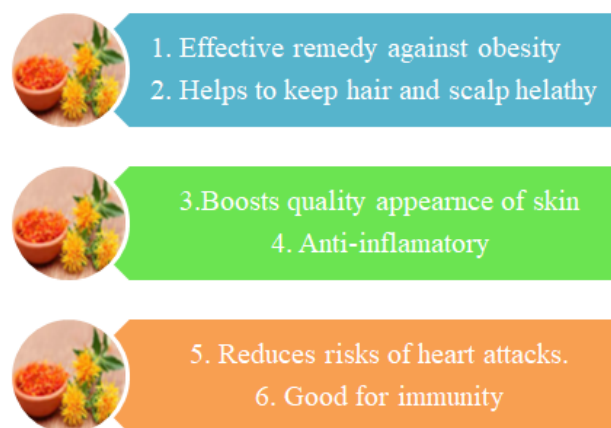 1. Effective remedy against obesity
2. Helps to keep hair and scalp helathy
3.Boosts quality appearnce of skin
4. Anti-inflamatory
5. Reduces risks of heart attacks.
6. Good for immunity